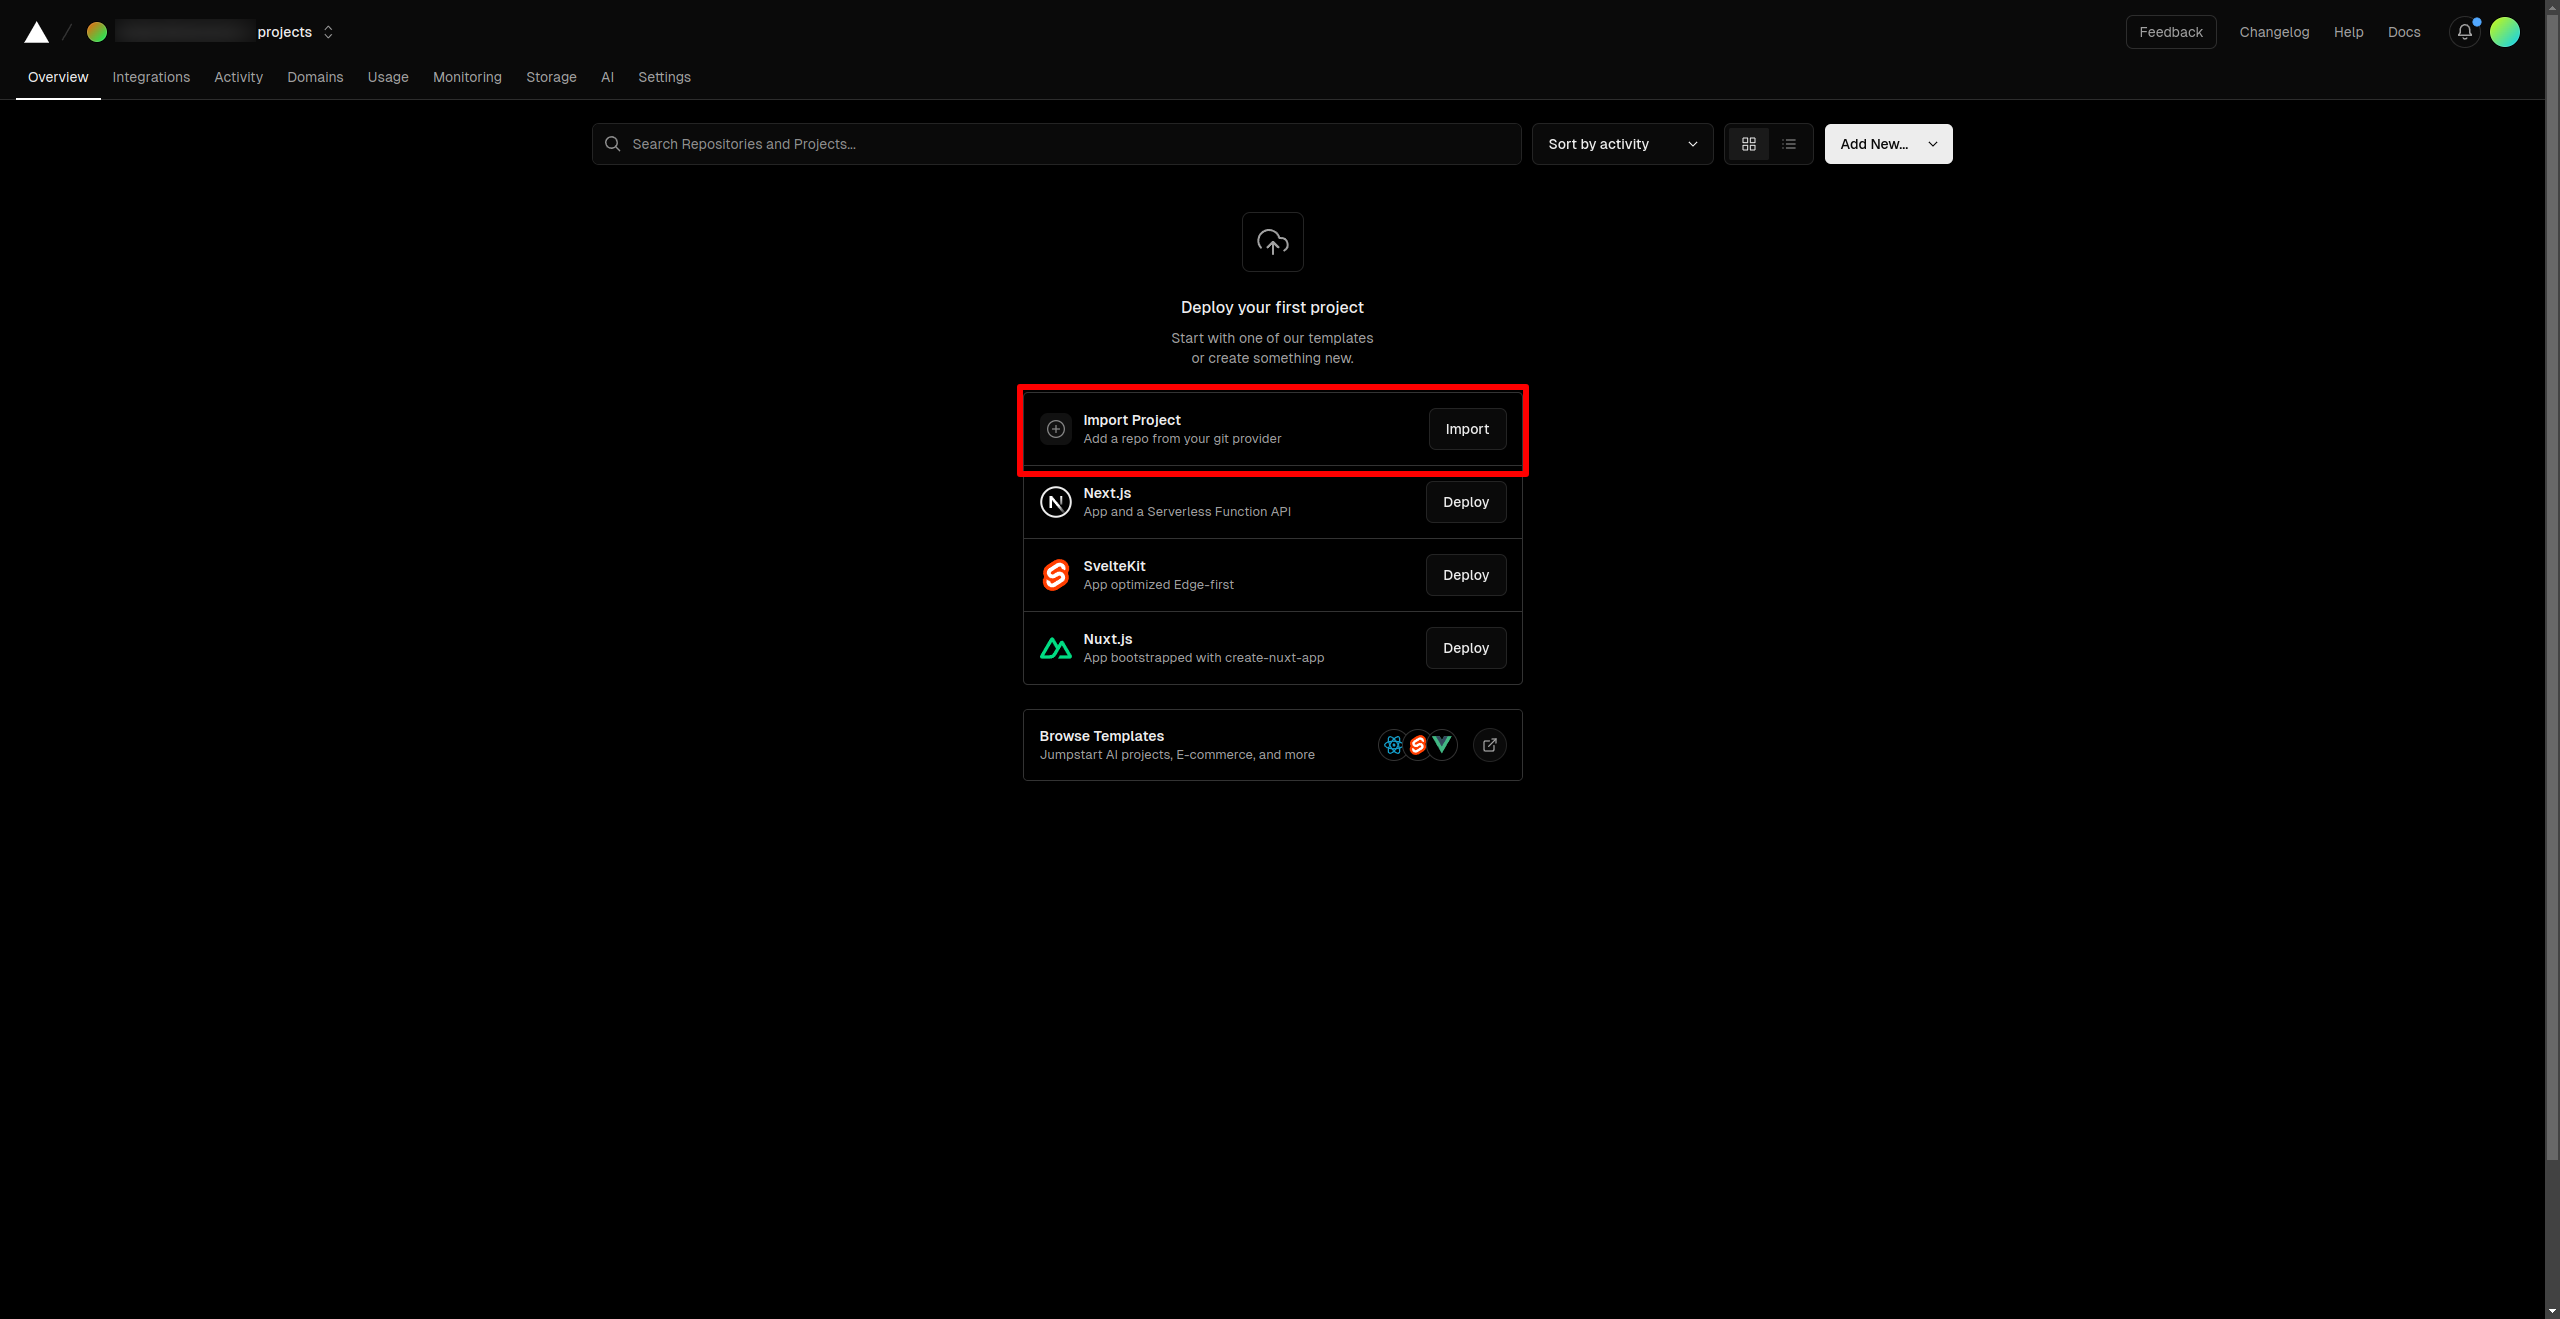 projects
Feedback
Changelog
Help
Docs
Overview
Integrations
Activity
Domains
Usage
Monitoring
Storage
AI
Settings
Search Repositories and Projects...
Sort by activity
Add New...
Deploy your first project
Start with one of our templates
or create something new.
Import Project
Add a repo from your git provider
Import
Next.js
App and a Serverless Function API
Deploy
SvelteKit
App optimized Edge-first
Deploy
Nuxt.js
App bootstrapped with create-nuxt-app
Deploy
Browse Templates
Jumpstart AI projects, E-commerce, and more